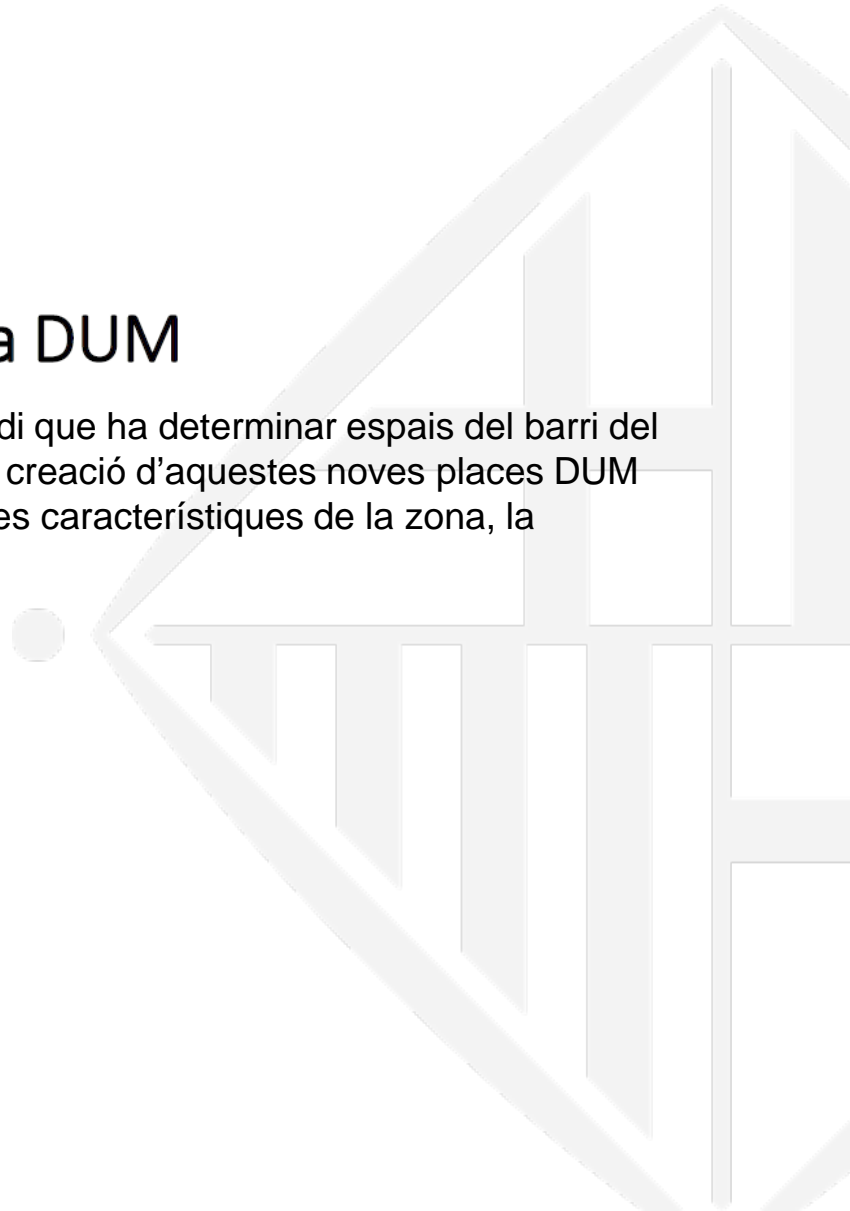 a DUM
di que ha determinar espais del barri del
creació d'aquestes noves places DUM
es característiques de la zona, la